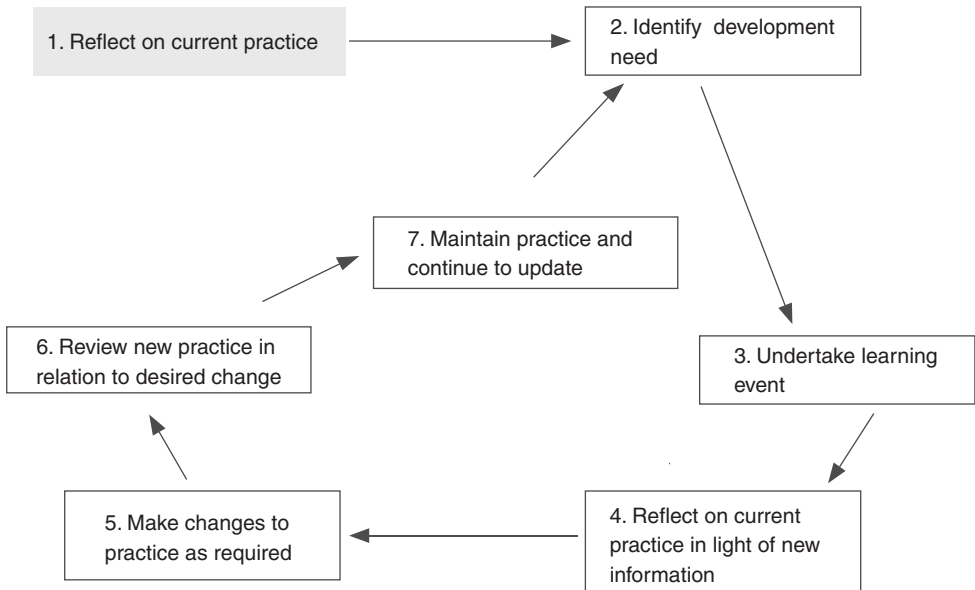 1. Reflect on current practice
2. Identify development
need
3. Undertake learning
event
4. Reflect on current
practice in light of new
information
5. Make changes to
practice as required
6. Review new practice in
relation to desired change
7. Maintain practice and
continue to update